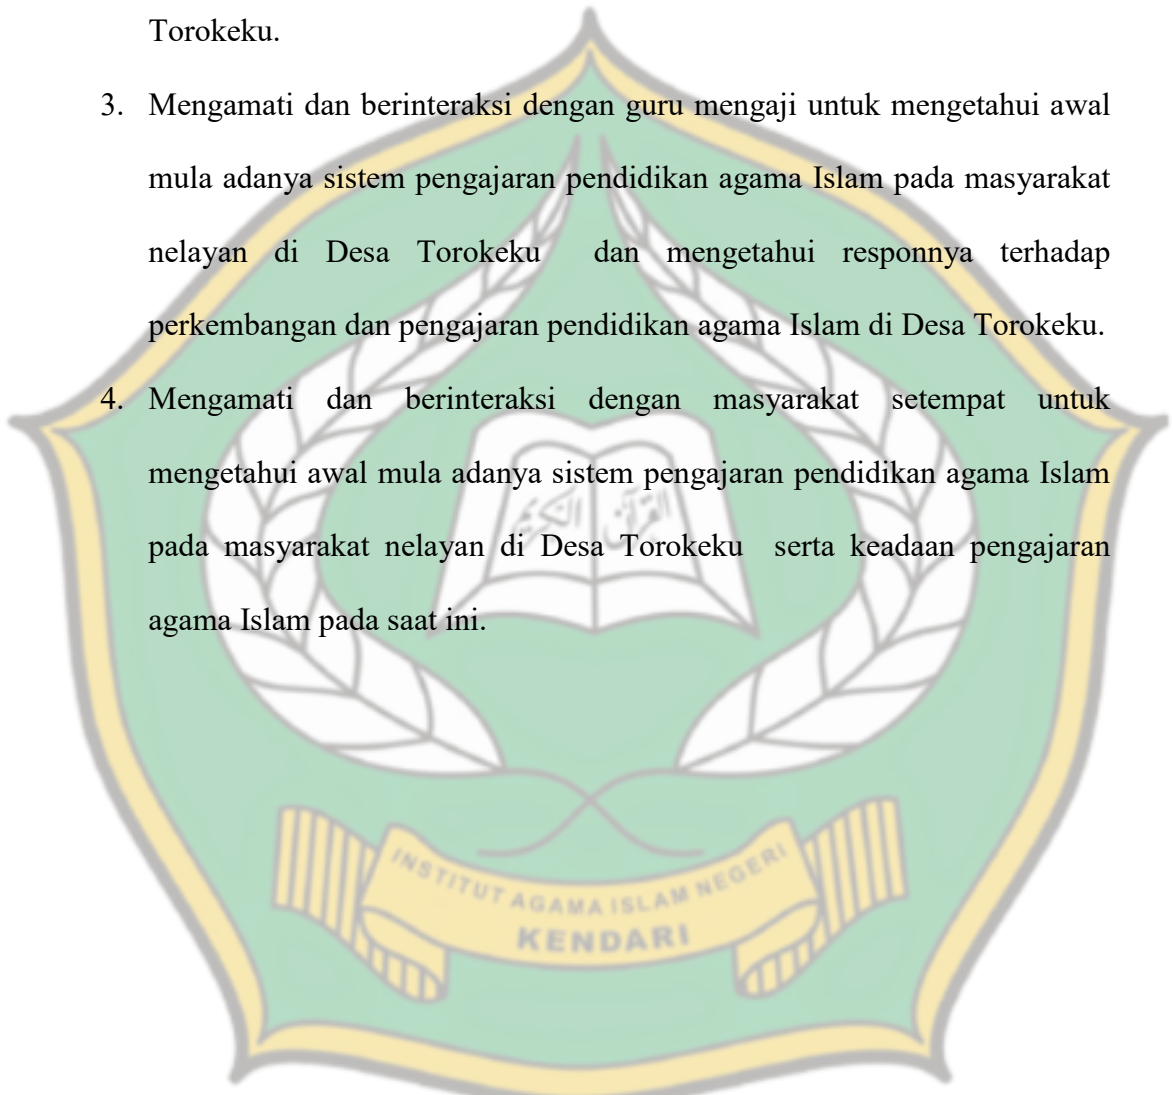 Torokeku.
3. Mengamati dan berinteraksi dengan guru mengaji untuk mengetahui awal
mula adanya sistem pengajaran pendidikan agama Islam pada masyarakat
nelayan di Desa Torokeku dan mengetahui responnya terhadap
perkembangan dan pengajaran pendidikan agama Islam di Desa Torokeku.
4. Mengamati dan berinteraksi dengan masyarakat setempat untuk
mengetahui awal mula adanya sistem pengajaran pendidikan agama Islam
pada masyarakat nelayan di Desa Torokeku serta keadaan pengajaran
agama Islam pada saat ini.
القرآن الكريم
INSTITUT AGAMA ISLAM NEGERI
KENDARI